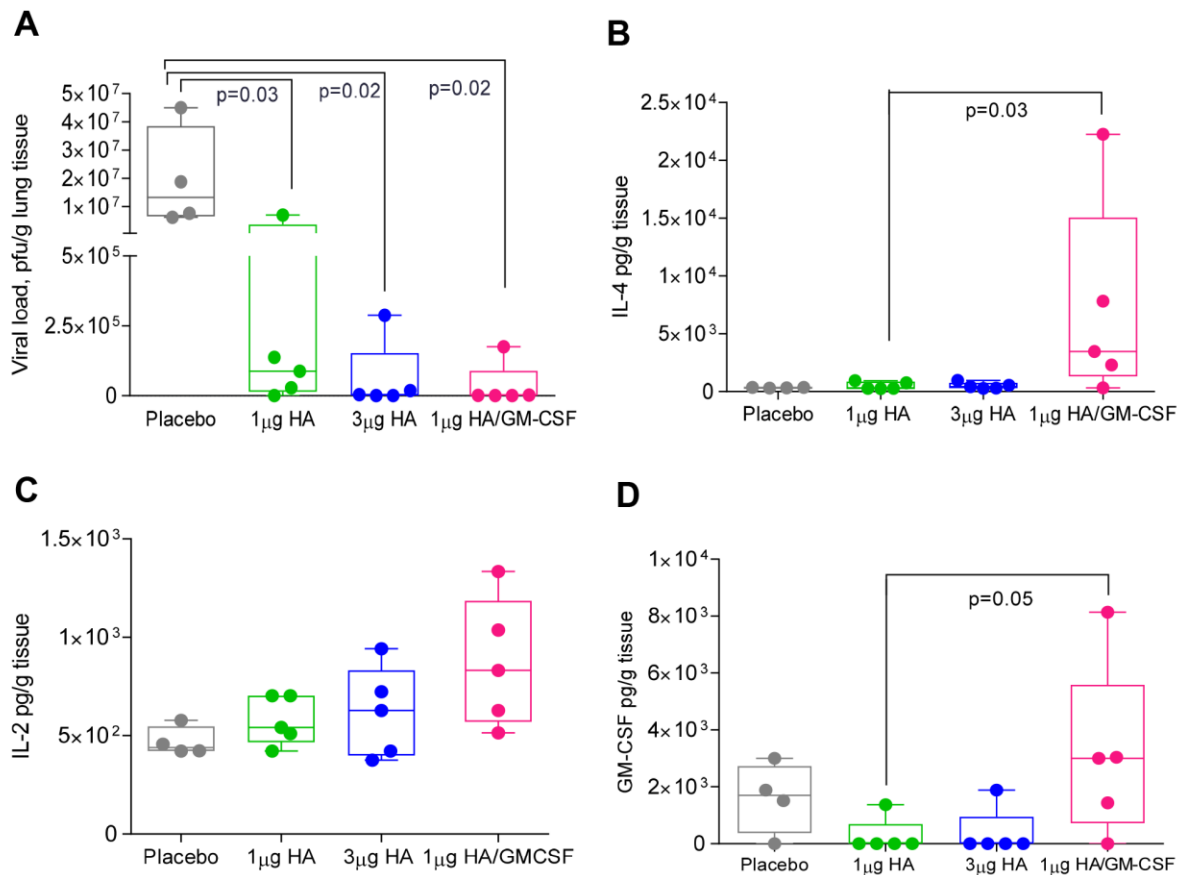 A
Viral load, pfu/g lung tissue
5×10⁷
4×10⁷
3×10⁷
2×10⁷
1×10⁷
5×10⁵
2.5×10⁵
0
p=0.03
p=0.02
p=0.02
Placebo
1µg HA
3µg HA
1µg HA/GM-CSF
B
IL-4 pg/g tissue
2.5×10⁴
2×10⁴
1.5×10⁴
1×10⁴
5×10³
0
p=0.03
Placebo
1µg HA
3µg HA
1µg HA/GM-CSF
C
IL-2 pg/g tissue
1.5×10³
1×10³
5×10²
0
Placebo
1µg HA
3µg HA
1µg HA/GMCSF
D
GM-CSF pg/g tissue
1×10⁴
8×10³
6×10³
4×10³
2×10³
0
p=0.05
Placebo
1µg HA
3µg HA
1µg HA/GM-CSF